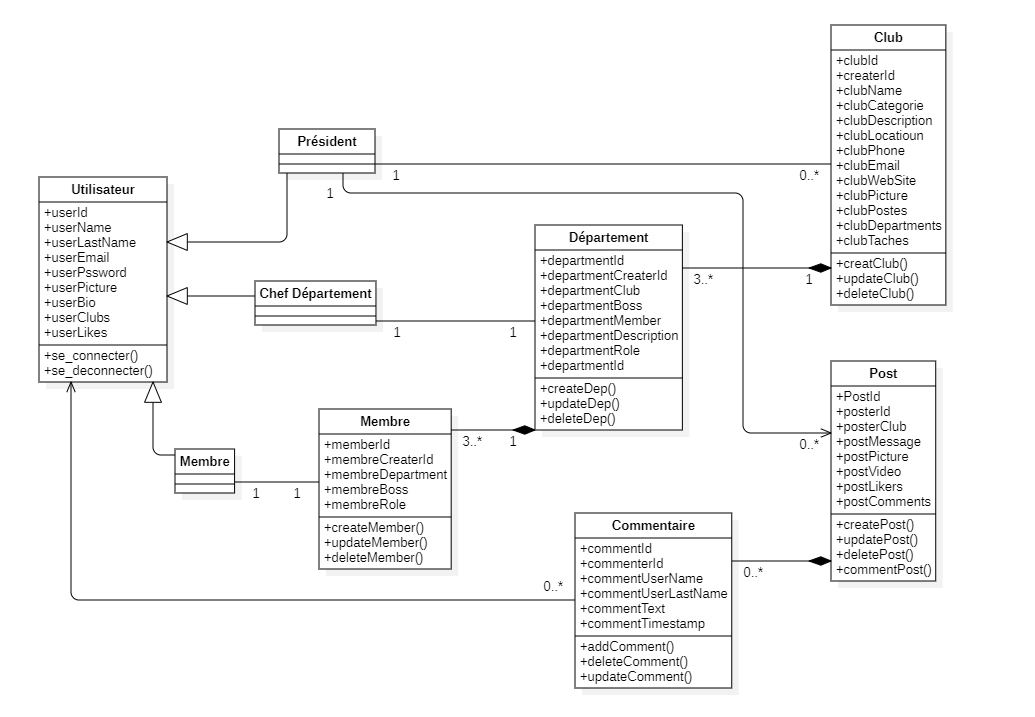 Club
+clubId
+createrId
+clubName
+clubCategorie
+clubDescription
+clubLocatioun
+clubPhone
+clubEmail
+clubWebSite
+clubPicture
+clubPostes
+clubDepartments
+clubTaches
+creatClub()
+updateClub()
+deleteClub()
Président
1
0..*
1
Utilisateur
+userId
+userName
+userLastName
+userEmail
+userPssword
+userPicture
+userBio
+userClubs
+userLikes
+se_connecter()
+se_deconnecter()
Département
+departmentId
+departmentCreaterId
+departmentClub
+departmentBoss
+departmentMember
+departmentDescription
+departmentRole
+departmentId
+createDep()
+updateDep()
+deleteDep()
3..*
1
Chef Département
1
1
Post
+PostId
+posterId
+posterClub
+postMessage
+postPicture
+postVideo
+postLikers
+postComments
+createPost()
+updatePost()
+deletePost()
+commentPost()
0..*
Membre
+memberId
+membreCreaterId
+membreDepartment
+membreBoss
+membreRole
+createMember()
+updateMember()
+deleteMember()
3..*
1
Membre
1
1
Commentaire
+commentId
+commenterId
+commentUserName
+commentUserLastName
+commentText
+commentTimestamp
+addComment()
+deleteComment()
+updateComment()
0..*
0..*